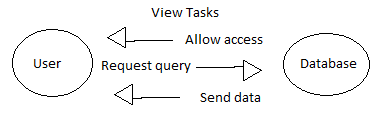 View Tasks
Allow access
User
Request query
Database
Send data